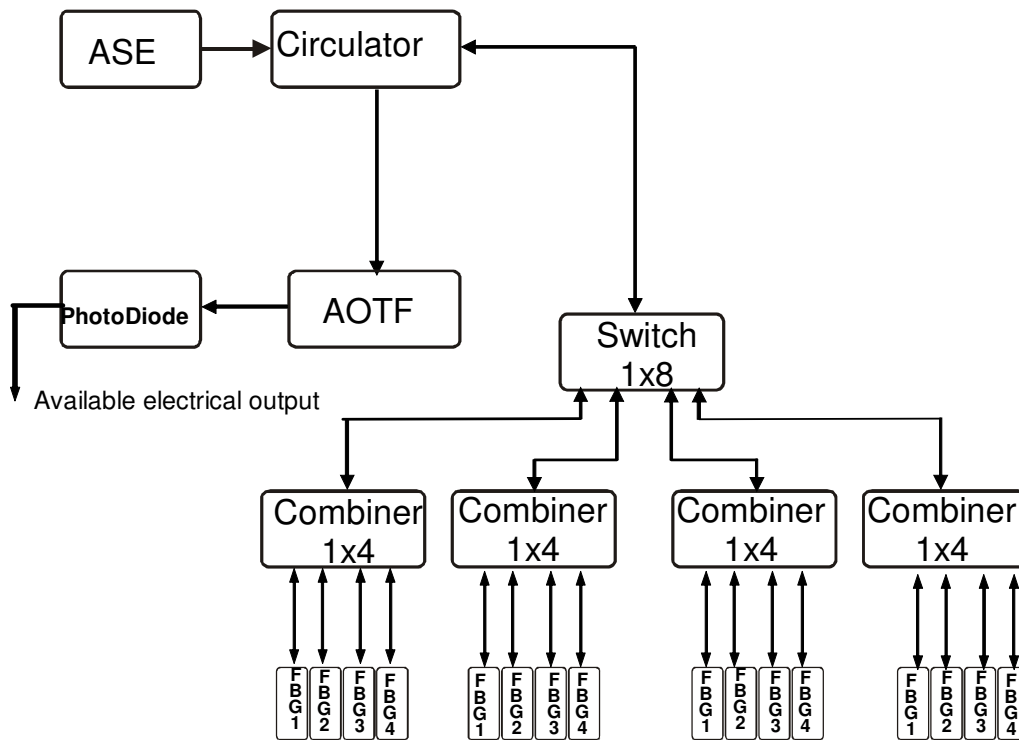 ASE
Circulator
PhotoDiode
AOTF
Switch
1x8
Available electrical output
Combiner
1x4
Combiner
1x4
Combiner
1x4
Combiner
1x4
FBG1
FBG2
FBG3
FBG4
FBG1
FBG2
FBG3
FBG4
FBG1
FBG2
FBG3
FBG4
FBG1
FBG2
FBG3
FBG4